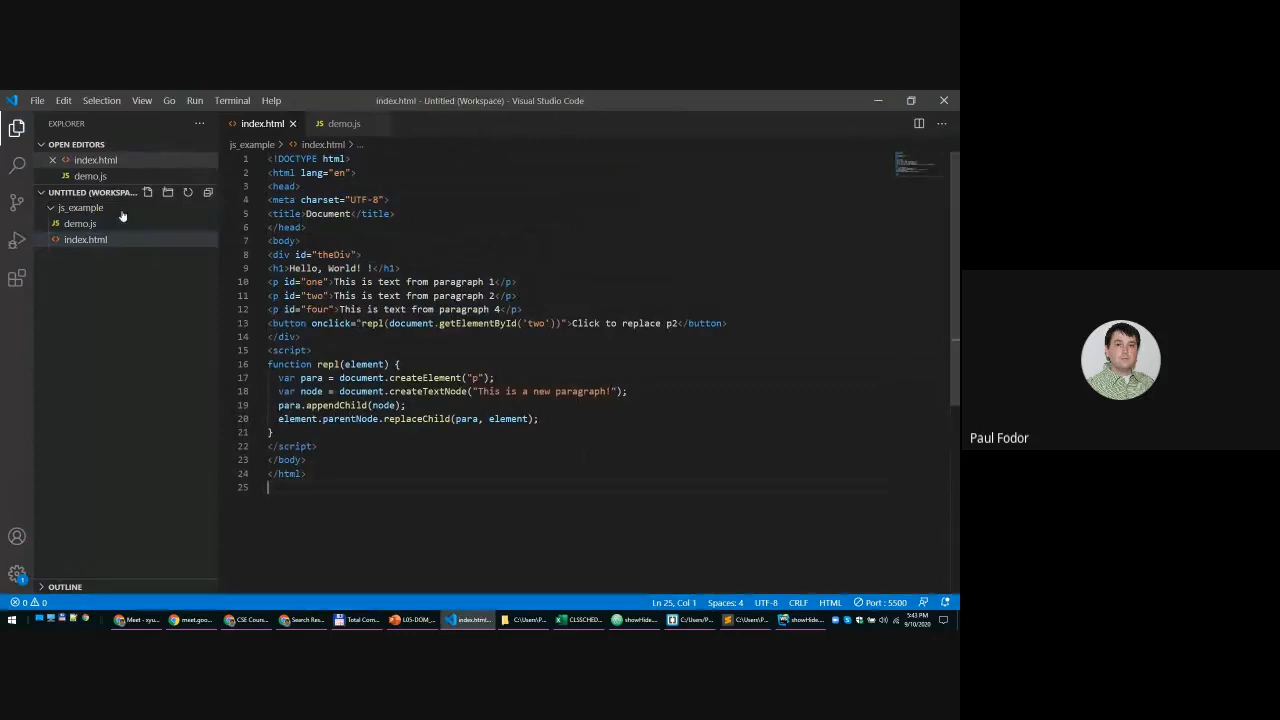 File Edit Selection View Go Run Terminal Help
index.html - Untitled (Workspace) - Visual Studio Code
EXPLORER
OPEN EDITORS
index.html
JS demo.js
UNTITLED (WORKSPA...
js_example
JS demo.js
index.html
OUTLINE
index.html JS demo.js
js_example > index.html > ...
1 <!DOCTYPE html>
2 <html lang="en">
3 <head>
4 <meta charset="UTF-8">
5 <title>Document</title>
6 </head>
7 <body>
8 <div id="theDiv">
9 <h1>Hello, World! !</h1>
10 <p id="one">This is text from paragraph 1</p>
11 <p id="two">This is text from paragraph 2</p>
12 <p id="four">This is text from paragraph 4</p>
13 <button onclick="repl(document.getElementById('two'))">Click to replace p2</button>
14 </div>
15 <script>
16 function repl(element) {
17 var para = document.createElement("p");
18 var node = document.createTextNode("This is a new paragraph!");
19 para.appendChild(node);
20 element.parentNode.replaceChild(para, element);
21 }
22 </script>
23 </body>
24 </html>
25
Paul Fodor
1
0 0
Ln 25, Col 1 Spaces: 4 UTF-8 CRLF HTML Port : 5500
Meet - xyu... meet.goo... CSE Cours... Search Res... Total Com... L05-DOM_... index.html... C:\Users\P... CLSSCHED... showHide.... C:/Users/P... C:\Users\P... showHide....
5:43 PM
9/10/2020